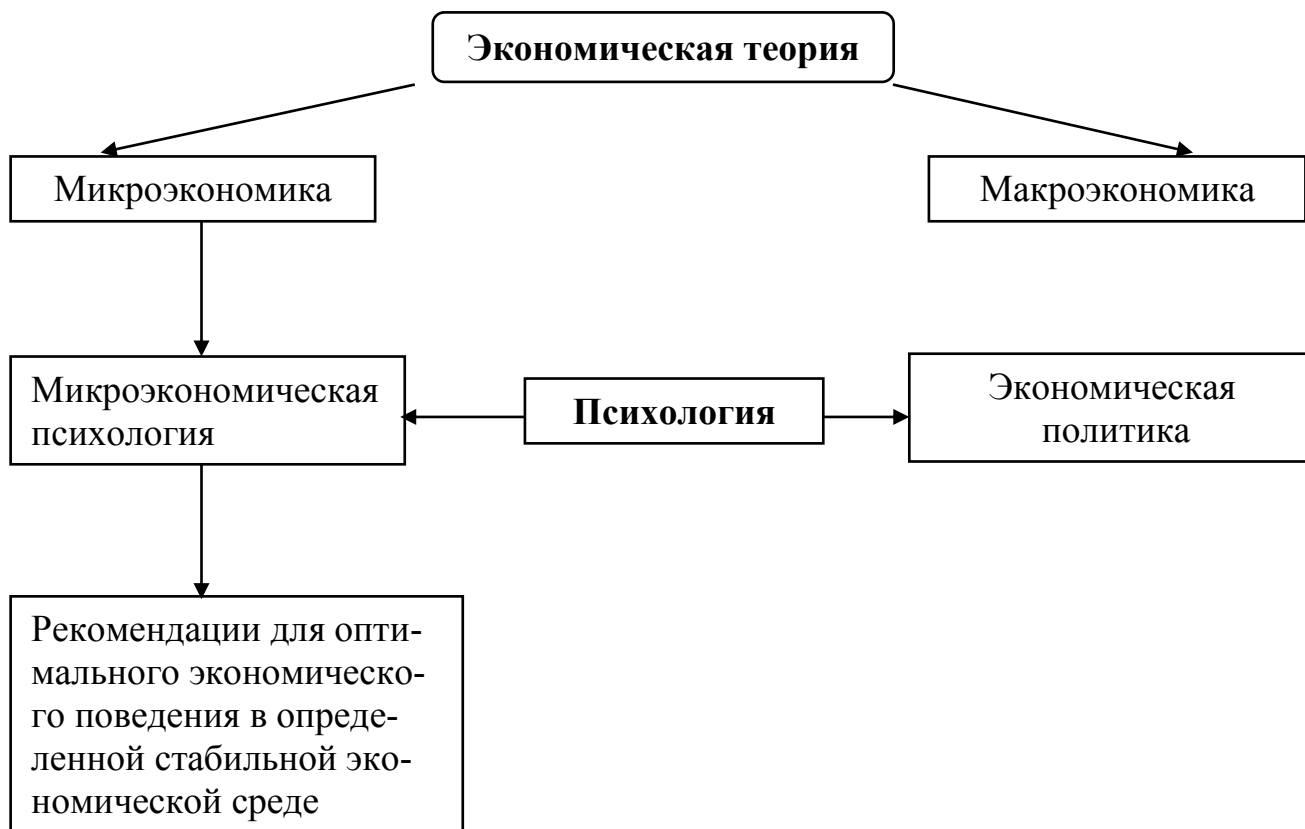 Экономическая теория
Микроэкономика
Макроэкономика
Микроэкономическая
психология
Психология
Экономическая
политика
Рекомендации для опти-
мального экономическо-
го поведения в опреде-
ленной стабильной эко-
номической среде